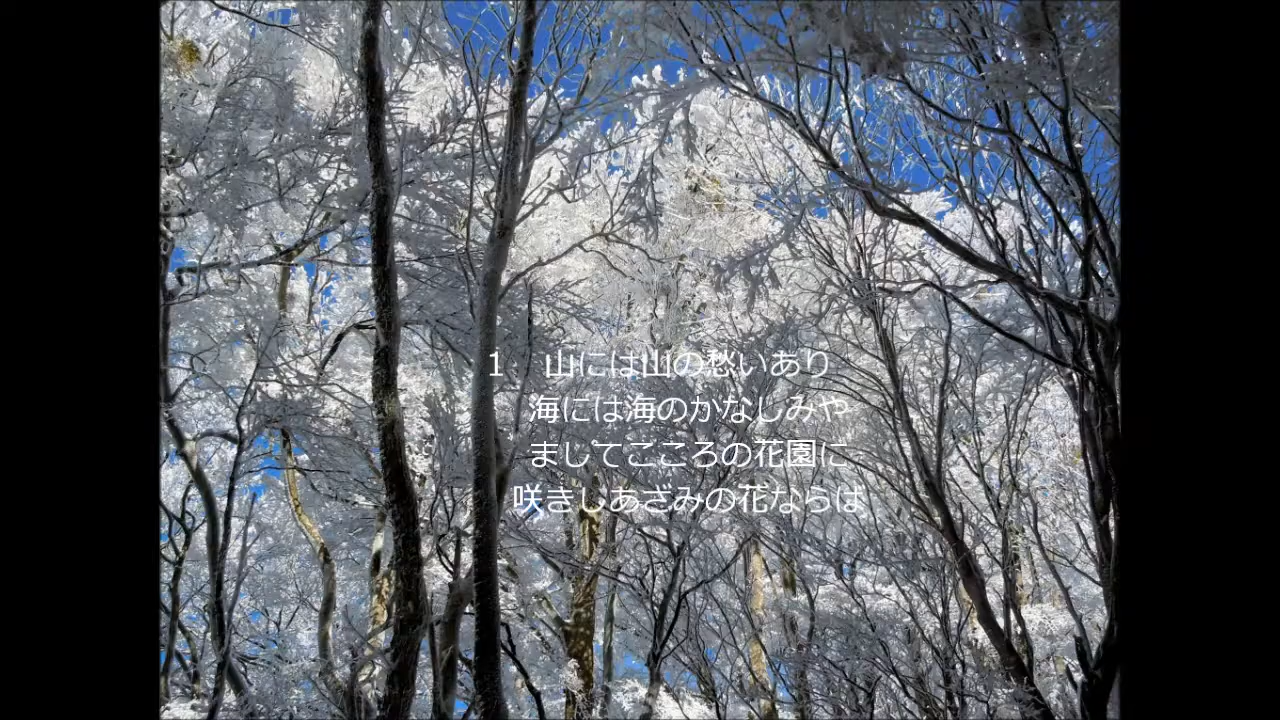 1　山には山の愁いあり
海には海のかなしみや
ましてこころの花園に
咲きしあざみの花ならば